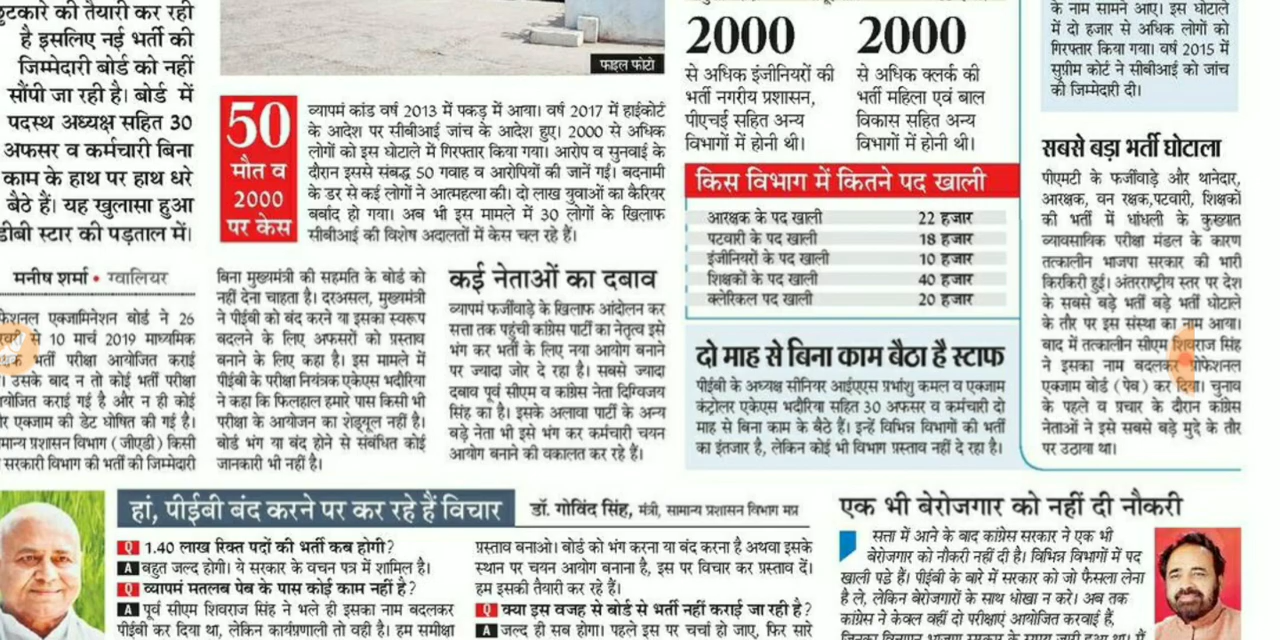 छुटकारे की तैयारी कर रही
है इसलिए नई भर्ती की
जिम्मेदारी बोर्ड को नहीं
सौंपी जा रही है। बोर्ड में
पदस्थ अध्यक्ष सहित 30
अफसर व कर्मचारी बिना
काम के हाथ पर हाथ धरे
बैठे हैं। यह खुलासा हुआ
डीबी स्टार की पड़ताल में।
मनीष शर्मा • ग्वालियर
फेशनल एक्जामिनेशन बोर्ड ने 26
से 10 मार्च 2019 माध्यमिक
भर्ती परीक्षा आयोजित कराई
। उसके बाद न तो कोई भर्ती परीक्षा
योजित कराई गई है और न ही कोई
र एक्जाम की डेट घोषित की गई है।
मान्य प्रशासन विभाग (जीएडी) किसी
सरकारी विभाग की भर्ती की जिम्मेदारी
फाइल फोटो
50
मौत व
2000
पर केस
व्यापमं कांड वर्ष 2013 में पकड़ में आया। वर्ष 2017 में हाईकोर्ट
के आदेश पर सीबीआई जांच के आदेश हुए। 2000 से अधिक
लोगों को इस घोटाले में गिरफ्तार किया गया। आरोप व सुनवाई के
दौरान इससे संबद्ध 50 गवाह व आरोपियों की जानें गईं। बदनामी
के डर से कई लोगों ने आत्महत्या की। दो लाख युवाओं का कैरियर
बर्बाद हो गया। अब भी इस मामले में 30 लोगों के खिलाफ
सीबीआई की विशेष अदालतों में केस चल रहे हैं।
बिना मुख्यमंत्री की सहमति के बोर्ड को
नहीं देना चाहता है। दरअसल, मुख्यमंत्री
ने पीईबी को बंद करने या इसका स्वरूप
बदलने के लिए अफसरों को प्रस्ताव
बनाने के लिए कहा है। इस मामले में
पीईबी के परीक्षा नियंत्रक एकेएस भदौरिया
ने कहा कि फिलहाल हमारे पास किसी भी
परीक्षा के आयोजन का शेड्यूल नहीं है।
बोर्ड भंग या बंद होने से संबंधित कोई
जानकारी भी नहीं है।
कई नेताओं का दबाव
व्यापमं फर्जीवाड़े के खिलाफ आंदोलन कर
सत्ता तक पहुंची कांग्रेस पार्टी का नेतृत्व इसे
भंग कर भर्ती के लिए नया आयोग बनाने
पर ज्यादा जोर दे रहा है। सबसे ज्यादा
दबाव पूर्व सीएम व कांग्रेस नेता दिग्विजय
सिंह का है। इसके अलावा पार्टी के अन्य
बड़े नेता भी इसे भंग कर कर्मचारी चयन
आयोग बनाने की वकालत कर रहे हैं।
2000
से अधिक इंजीनियरों की
भर्ती नगरीय प्रशासन,
पीएचई सहित अन्य
विभागों में होनी थी।
2000
से अधिक क्लर्क की
भर्ती महिला एवं बाल
विकास सहित अन्य
विभागों में होनी थी।
किस विभाग में कितने पद खाली
आरक्षक के पद खाली 22 हजार
पटवारी के पद खाली 18 हजार
इंजीनियरों के पद खाली 10 हजार
शिक्षकों के पद खाली 40 हजार
क्लेरिकल पद खाली 20 हजार
दो माह से बिना काम बैठा है स्टाफ
पीईबी के अध्यक्ष सीनियर आईएएस प्रभांशु कमल व एक्जाम
कंट्रोलर एकेएस भदौरिया सहित 30 अफसर व कर्मचारी दो
माह से बिना काम के बैठे हैं। इन्हें विभिन्न विभागों की भर्ती
का इंतजार है, लेकिन कोई भी विभाग प्रस्ताव नहीं दे रहा है।
के नाम सामने आए। इस घोटाले
में दो हजार से अधिक लोगों को
गिरफ्तार किया गया। वर्ष 2015 में
सुप्रीम कोर्ट ने सीबीआई को जांच
की जिम्मेदारी दी।
सबसे बड़ा भर्ती घोटाला
पीएमटी के फर्जीवाड़े और थानेदार,
आरक्षक, वन रक्षक,पटवारी, शिक्षकों
की भर्ती में धांधली के कुख्यात
व्यावसायिक परीक्षा मंडल के कारण
तत्कालीन भाजपा सरकार की भारी
किरकिरी हुई। अंतरराष्ट्रीय स्तर पर देश
के सबसे बड़े भर्ती बड़े भर्ती घोटाले
के तौर पर इस संस्था का नाम आया।
बाद में तत्कालीन सीएम शिवराज सिंह
ने इसका नाम बदलकर प्रोफेशनल
एकजाम बोर्ड (पेब) कर दिया। चुनाव
के पहले व प्रचार के दौरान कांग्रेस
नेताओं ने इसे सबसे बड़े मुद्दे के तौर
पर उठाया था।
हां, पीईबी बंद करने पर कर रहे हैं विचार
डॉ. गोविंद सिंह, मंत्री, सामान्य प्रशासन विभाग मप्र
Q 1.40 लाख रिक्त पदों की भर्ती कब होगी?
A बहुत जल्द होगी। ये सरकार के वचन पत्र में शामिल है।
Q व्यापमं मतलब पेब के पास कोई काम नहीं है?
A पूर्व सीएम शिवराज सिंह ने भले ही इसका नाम बदलकर
पीईबी कर दिया था, लेकिन कार्यप्रणाली तो वही है। हम समीक्षा
प्रस्ताव बनाओ। बोर्ड को भंग करना या बंद करना है अथवा इसके
स्थान पर चयन आयोग बनाना है, इस पर विचार कर प्रस्ताव दें।
हम इसकी तैयारी कर रहे हैं।
Q क्या इस वजह से बोर्ड से भर्ती नहीं कराई जा रही है?
A जल्द ही सब होगा। पहले इस पर चर्चा हो जाए, फिर सारे
एक भी बेरोजगार को नहीं दी नौकरी
सत्ता में आने के बाद कांग्रेस सरकार ने एक भी
बेरोजगार को नौकरी नहीं दी है। विभिन्न विभागों में पद
खाली पड़े हैं। पीईबी के बारे में सरकार को जो फैसला लेना
है ले, लेकिन बेरोजगारों के साथ धोखा न करे। अब तक
कांग्रेस ने केवल वहीं दो परीक्षाएं आयोजित करवाई हैं,